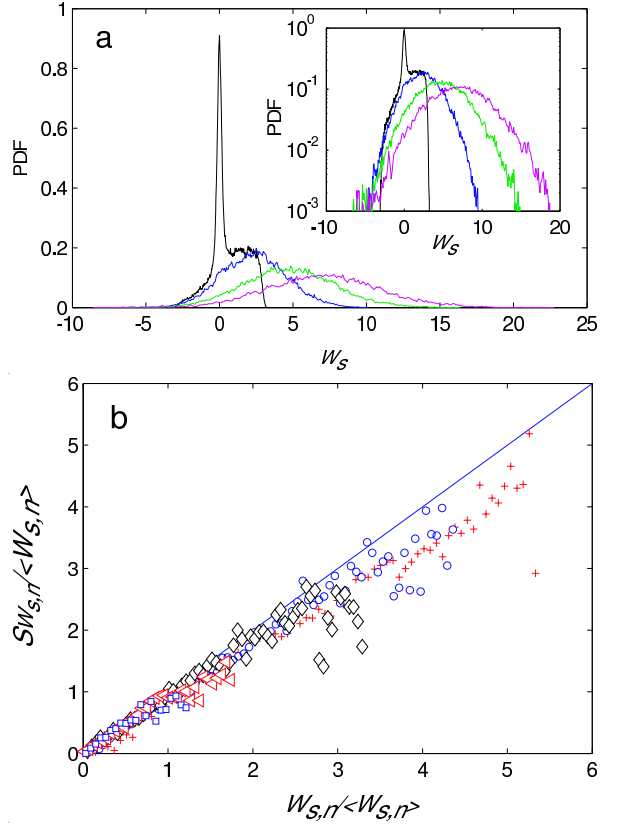 a
PDF
1
0.8
0.6
0.4
0.2
0
-10 -5 0 5 10 15 20 25
W_s
PDF
10^0
10^-1
10^-2
10^-3
-10 0 10 20
W_s
b
S_{W_{s,n}}/<W_{s,n}>
6
5
4
3
2
1
0
0 1 2 3 4 5 6
W_{s,n}/<W_{s,n}>